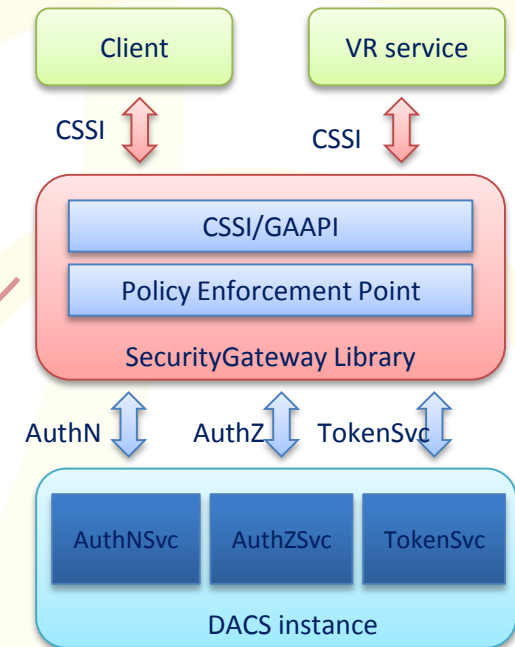 Client
VR service
CSSI
CSSI
CSSI/GAAPI
Policy Enforcement Point
SecurityGateway Library
AuthN
AuthZ
TokenSvc
AuthNSvc
AuthZSvc
TokenSvc
DACS instance